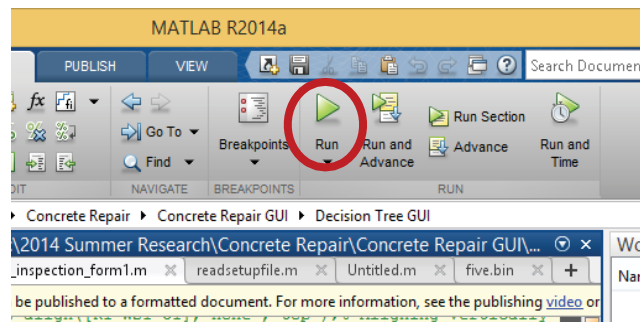 MATLAB R2014a
PUBLISH VIEW Search Documen
fx
Go To
Find
Breakpoints
Run
Run and Advance
Run Section
Advance
Run and Time
DIT NAVIGATE BREAKPOINTS RUN
Concrete Repair Concrete Repair GUI Decision Tree GUI
\2014 Summer Research\Concrete Repair\Concrete Repair GUI\... Wo
_inspection_form1.m readsetupfile.m Untitled.m five.bin + Nar
be published to a formatted document. For more information, see the publishing video or